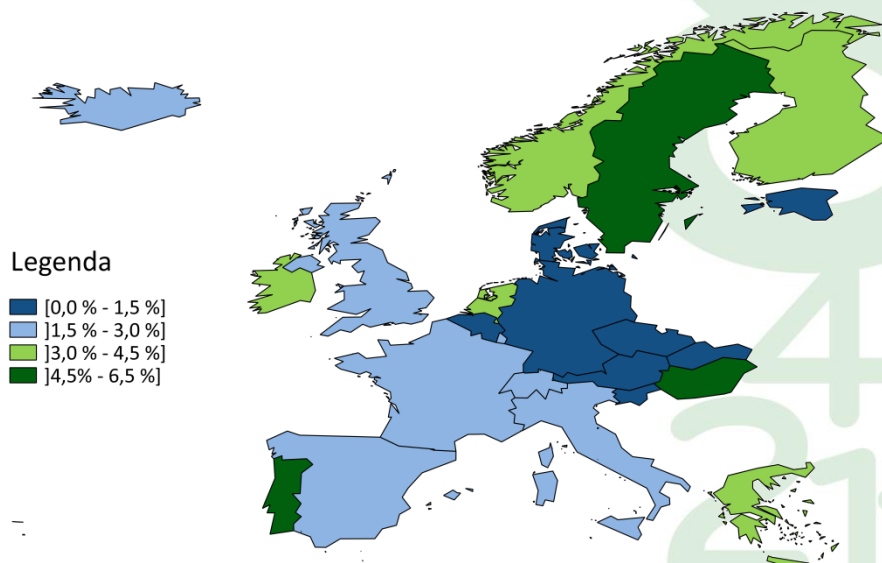 Legenda
[0,0 % - 1,5 %]
]1,5 % - 3,0 %]
]3,0 % - 4,5 %]
]4,5% - 6,5 %]